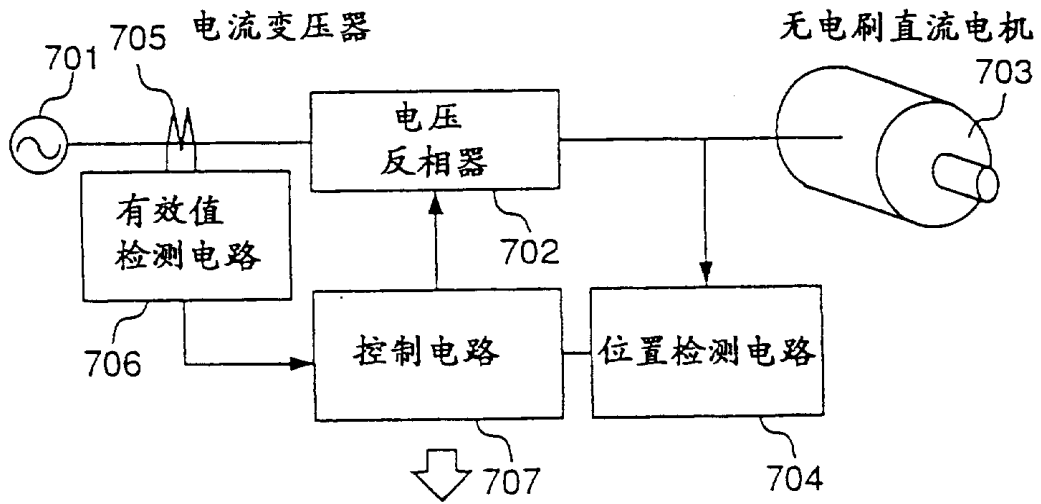 705
电流变压器
无电刷直流电机
701
703
电压
反相器
有效值
检测电路
702
706
控制电路
位置检测电路
707
704